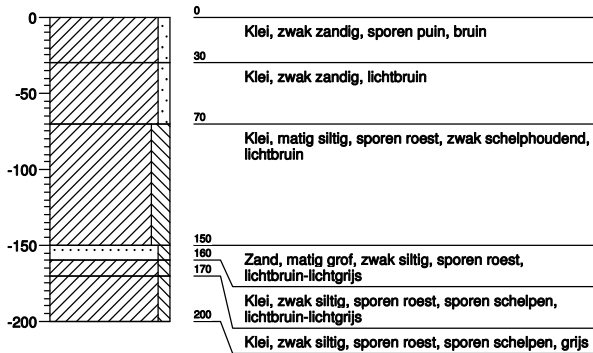 0
0
Klei, zwak zandig, sporen puin, bruin
30
Klei, zwak zandig, lichtbruin
-50
70
Klei, matig siltig, sporen roest, zwak schelphoudend,
lichtbruin
-100
-150
150
160
Zand, matig grof, zwak siltig, sporen roest,
lichtbruin-lichtgrijs
170
Klei, zwak siltig, sporen roest, sporen schelpen,
lichtbruin-lichtgrijs
-200
200
Klei, zwak siltig, sporen roest, sporen schelpen, grijs